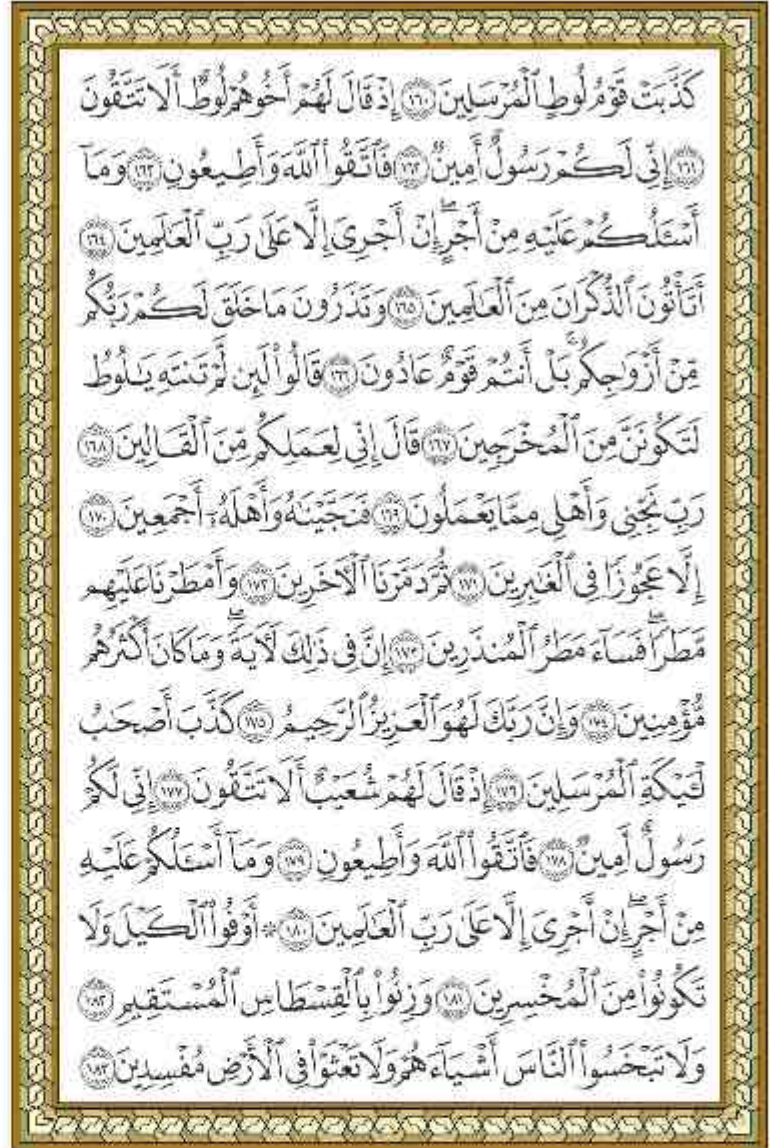 كَذَّبَتْ قَوْمُ لُوطٍ ٱلْمُرْسَلِينَ ١٦٠ إِذْ قَالَ لَهُمْ أَخُوهُمْ لُوطٌ أَلَا تَتَّقُونَ
١٦١ إِنِّي لَكُمْ رَسُولٌ أَمِينٌ ١٦٢ فَٱتَّقُوا۟ ٱللَّهَ وَأَطِيعُونِ ١٦٣ وَمَآ
أَسْـَٔلُكُمْ عَلَيْهِ مِنْ أَجْرٍ ۖ إِنْ أَجْرِىَ إِلَّا عَلَىٰ رَبِّ ٱلْعَـٰلَمِينَ ١٦٤
أَتَأْتُونَ ٱلذُّكْرَانَ مِنَ ٱلْعَـٰلَمِينَ ١٦٥ وَتَذَرُونَ مَا خَلَقَ لَكُمْ رَبُّكُم
مِّنْ أَزْوَٰجِكُم ۚ بَلْ أَنتُمْ قَوْمٌ عَادُونَ ١٦٦ قَالُوا۟ لَئِن لَّمْ تَنتَهِ يَـٰلُوطُ
لَتَكُونَنَّ مِنَ ٱلْمُخْرَجِينَ ١٦٧ قَالَ إِنِّى لِعَمَلِكُم مِّنَ ٱلْقَالِينَ ١٦٨
رَبِّ نَجِّنِى وَأَهْلِى مِمَّا يَعْمَلُونَ ١٦٩ فَنَجَّيْنَـٰهُ وَأَهْلَهُۥٓ أَجْمَعِينَ ١٧٠
إِلَّا عَجُوزًا فِى ٱلْغَـٰبِرِينَ ١٧١ ثُمَّ دَمَّرْنَا ٱلْـَٔاخَرِينَ ١٧٢ وَأَمْطَرْنَا عَلَيْهِم
مَّطَرًا ۖ فَسَآءَ مَطَرُ ٱلْمُنذَرِينَ ١٧٣ إِنَّ فِى ذَٰلِكَ لَـَٔايَةً ۖ وَمَا كَانَ أَكْثَرُهُم
مُّؤْمِنِينَ ١٧٤ وَإِنَّ رَبَّكَ لَهُوَ ٱلْعَزِيزُ ٱلرَّحِيمُ ١٧٥ كَذَّبَ أَصْحَـٰبُ
لْـَٔيْكَةِ ٱلْمُرْسَلِينَ ١٧٦ إِذْ قَالَ لَهُمْ شُعَيْبٌ أَلَا تَتَّقُونَ ١٧٧ إِنِّى لَكُمْ
رَسُولٌ أَمِينٌ ١٧٨ فَٱتَّقُوا۟ ٱللَّهَ وَأَطِيعُونِ ١٧٩ وَمَآ أَسْـَٔلُكُمْ عَلَيْهِ
مِنْ أَجْرٍ ۖ إِنْ أَجْرِىَ إِلَّا عَلَىٰ رَبِّ ٱلْعَـٰلَمِينَ ١٨٠ ۞ أَوْفُوا۟ ٱلْكَيْلَ وَلَا
تَكُونُوا۟ مِنَ ٱلْمُخْسِرِينَ ١٨١ وَزِنُوا۟ بِٱلْقِسْطَاسِ ٱلْمُسْتَقِيمِ ١٨٢
وَلَا تَبْخَسُوا۟ ٱلنَّاسَ أَشْيَآءَهُمْ وَلَا تَعْثَوْا۟ فِى ٱلْأَرْضِ مُفْسِدِينَ ١٨٣